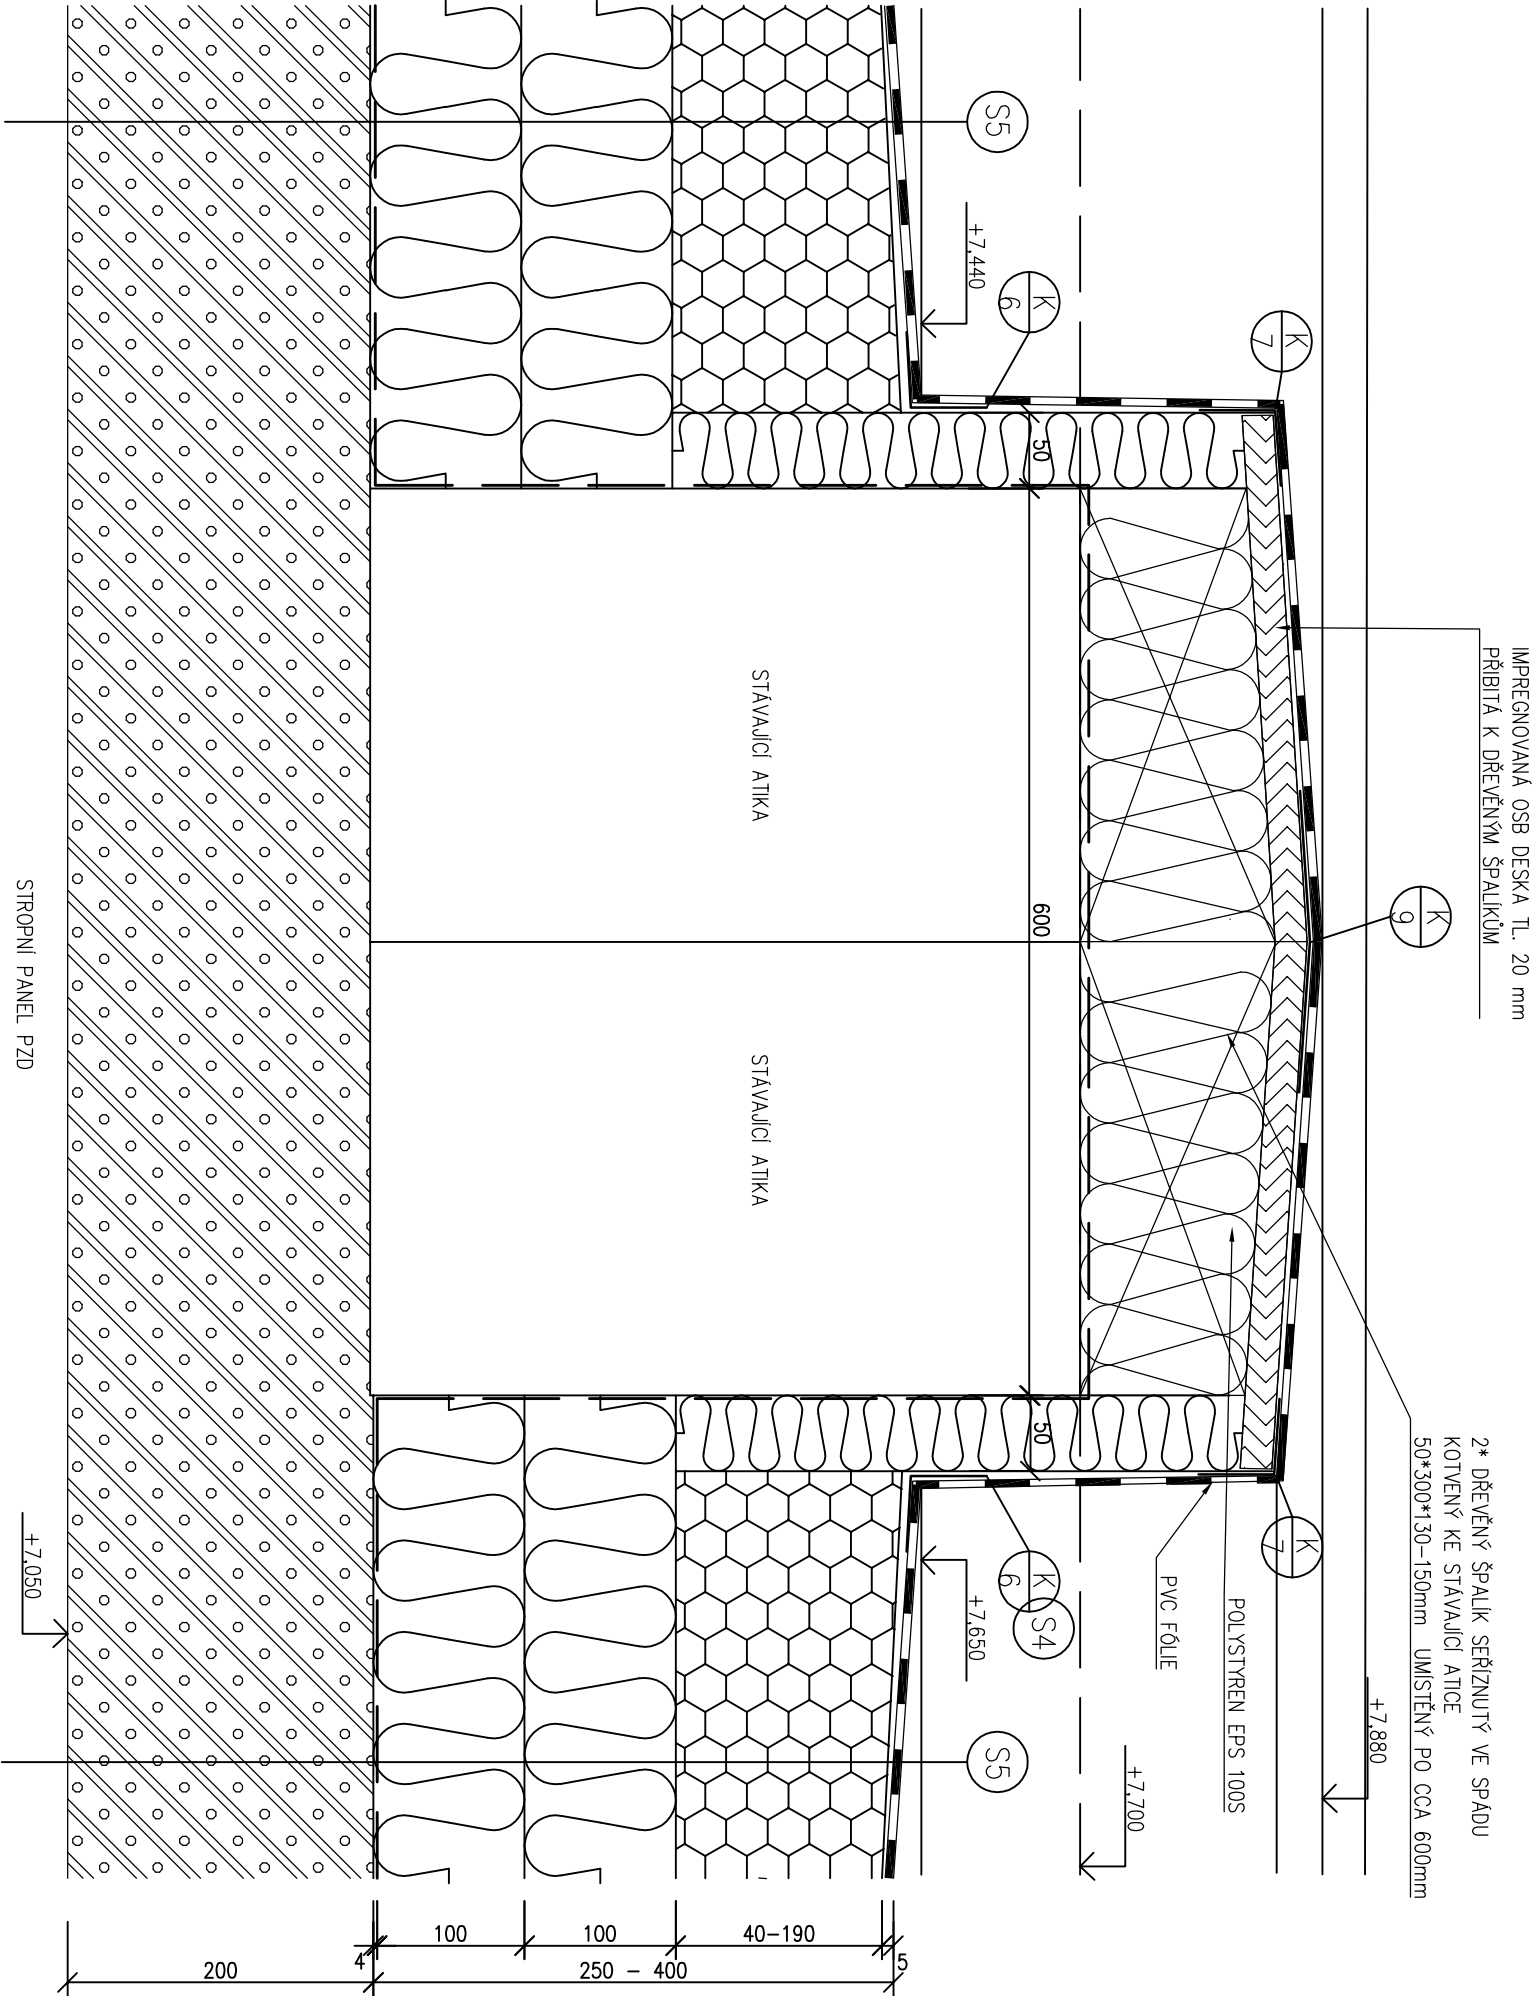 IMPREGNOVANÁ OSB DESKA TL. 20 mm
PŘIBITÁ K DŘEVĚNÝM ŠPALÍKŮM
2* DŘEVĚNÝ ŠPALÍK SEŘÍZNUTÝ VE SPÁDU
KOTVENÝ KE STÁVAJÍCÍ ATICE
50*300*130-150mm UMÍSTĚNÝ PO CCA 600mm
K
9
K
7
K
7
+7,880
POLYSTYREN EPS 100S
PVC FÓLIE
+7,700
S5
+7,440
K
6
50
600
50
K
6
S4
+7,650
S5
STÁVAJÍCÍ ATIKA
STÁVAJÍCÍ ATIKA
5
40-190
100
100
4
250 - 400
200
STROPNÍ PANEL PZD
+7,050